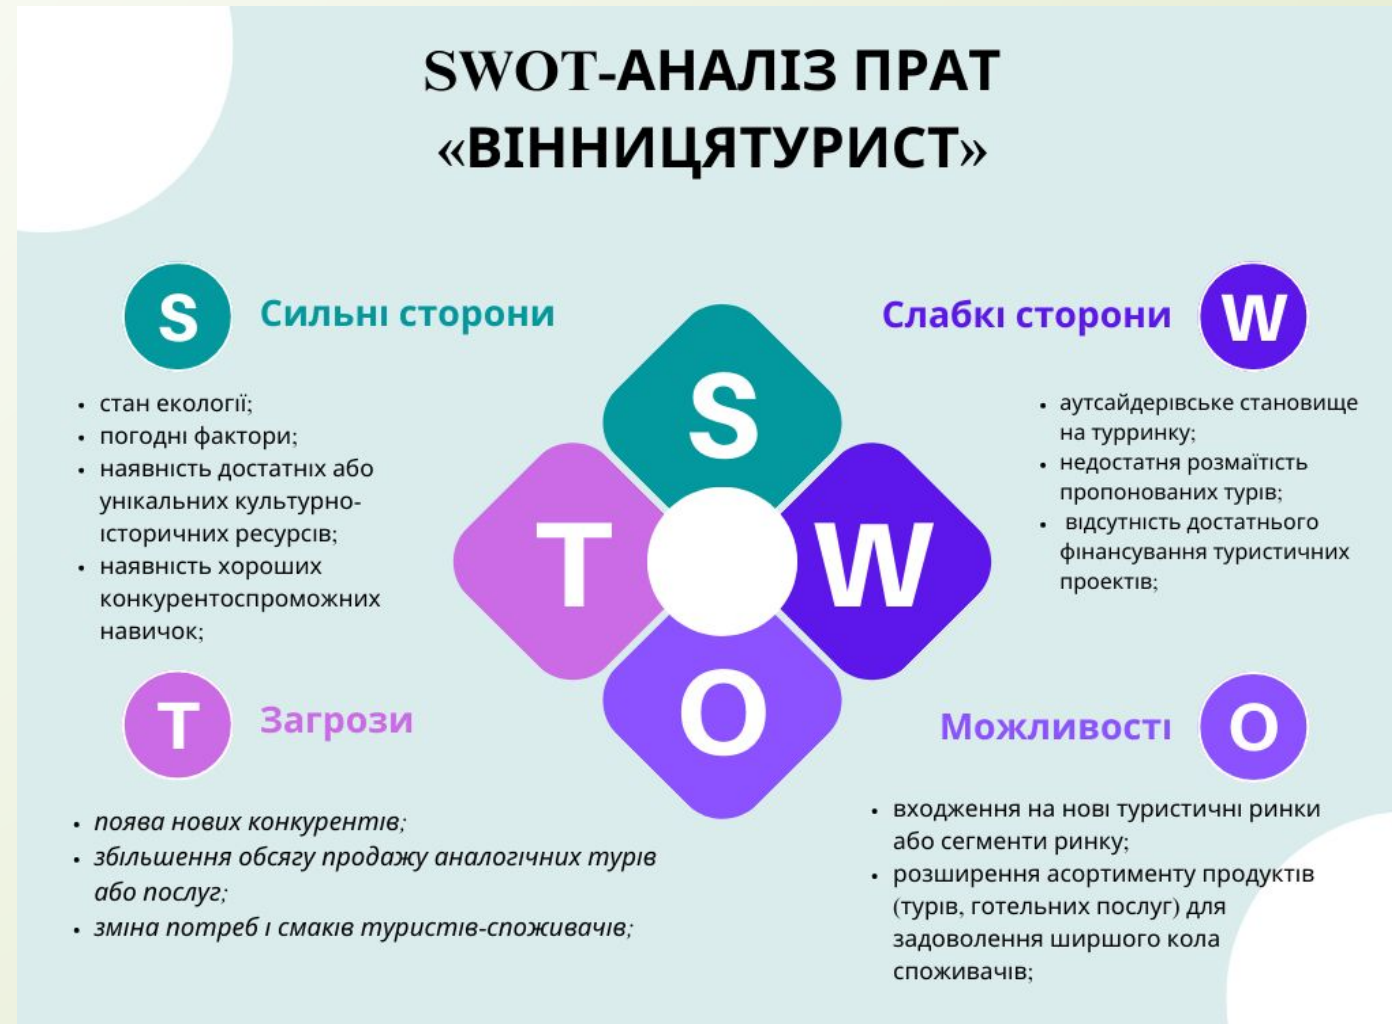 SWOT-АНАЛІЗ ПРАТ
«ВІННИЦЯТУРИСТ»
S
Сильні сторони
стан екології;
погодні фактори;
наявність достатніх або
унікальних культурно-
історичних ресурсів;
наявність хороших
конкурентоспроможних
навичок;
Слабкі сторони
W
аутсайдерівське становище
на турринку;
недостатня розмаїтість
пропонованих турів;
відсутність достатнього
фінансування туристичних
проектів;
S
T
W
O
T
Загрози
поява нових конкурентів;
збільшення обсягу продажу аналогічних турів
або послуг;
зміна потреб і смаків туристів-споживачів;
Можливості
O
входження на нові туристичні ринки
або сегменти ринку;
розширення асортименту продуктів
(турів, готельних послуг) для
задоволення ширшого кола
споживачів;